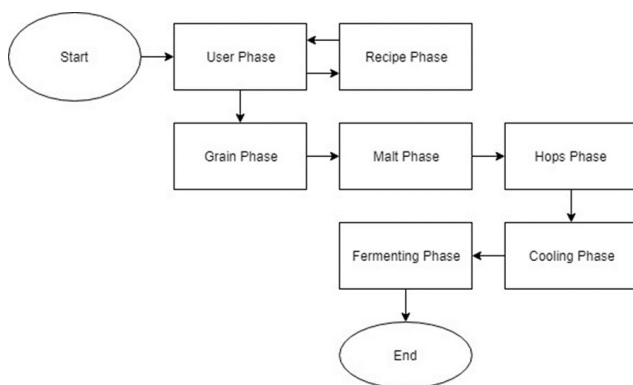 Start
User Phase
Recipe Phase
Grain Phase
Malt Phase
Hops Phase
Fermenting Phase
Cooling Phase
End